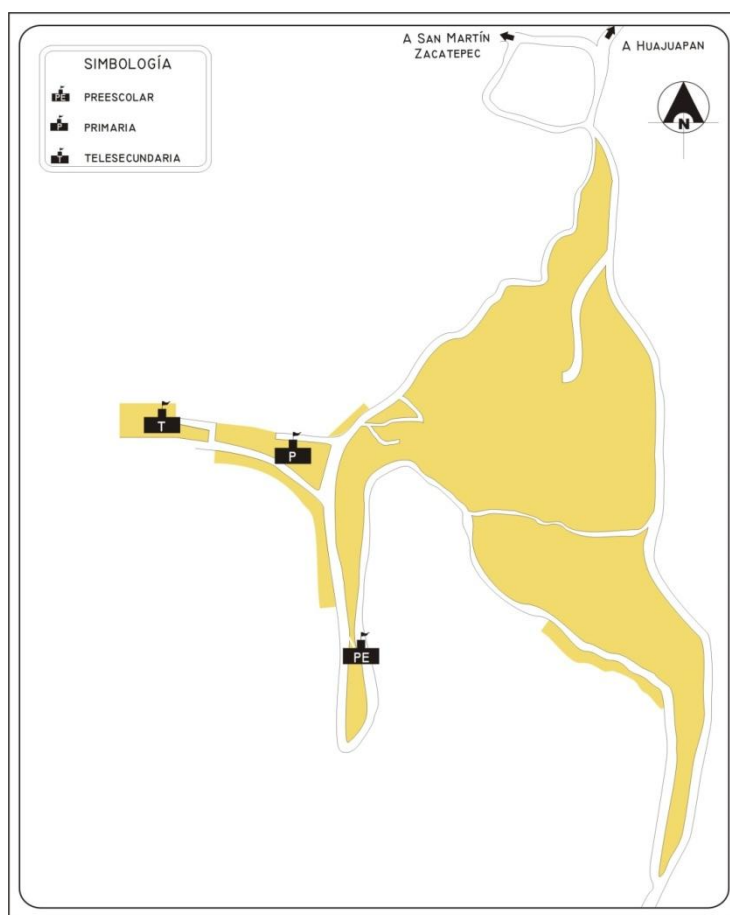 A SAN MARTÍN
ZACATEPEC
A HUAJUAPAN
SIMBOLOGÍA
PE PREESCOLAR
P PRIMARIA
T TELESECUNDARIA
N
T
P
PE